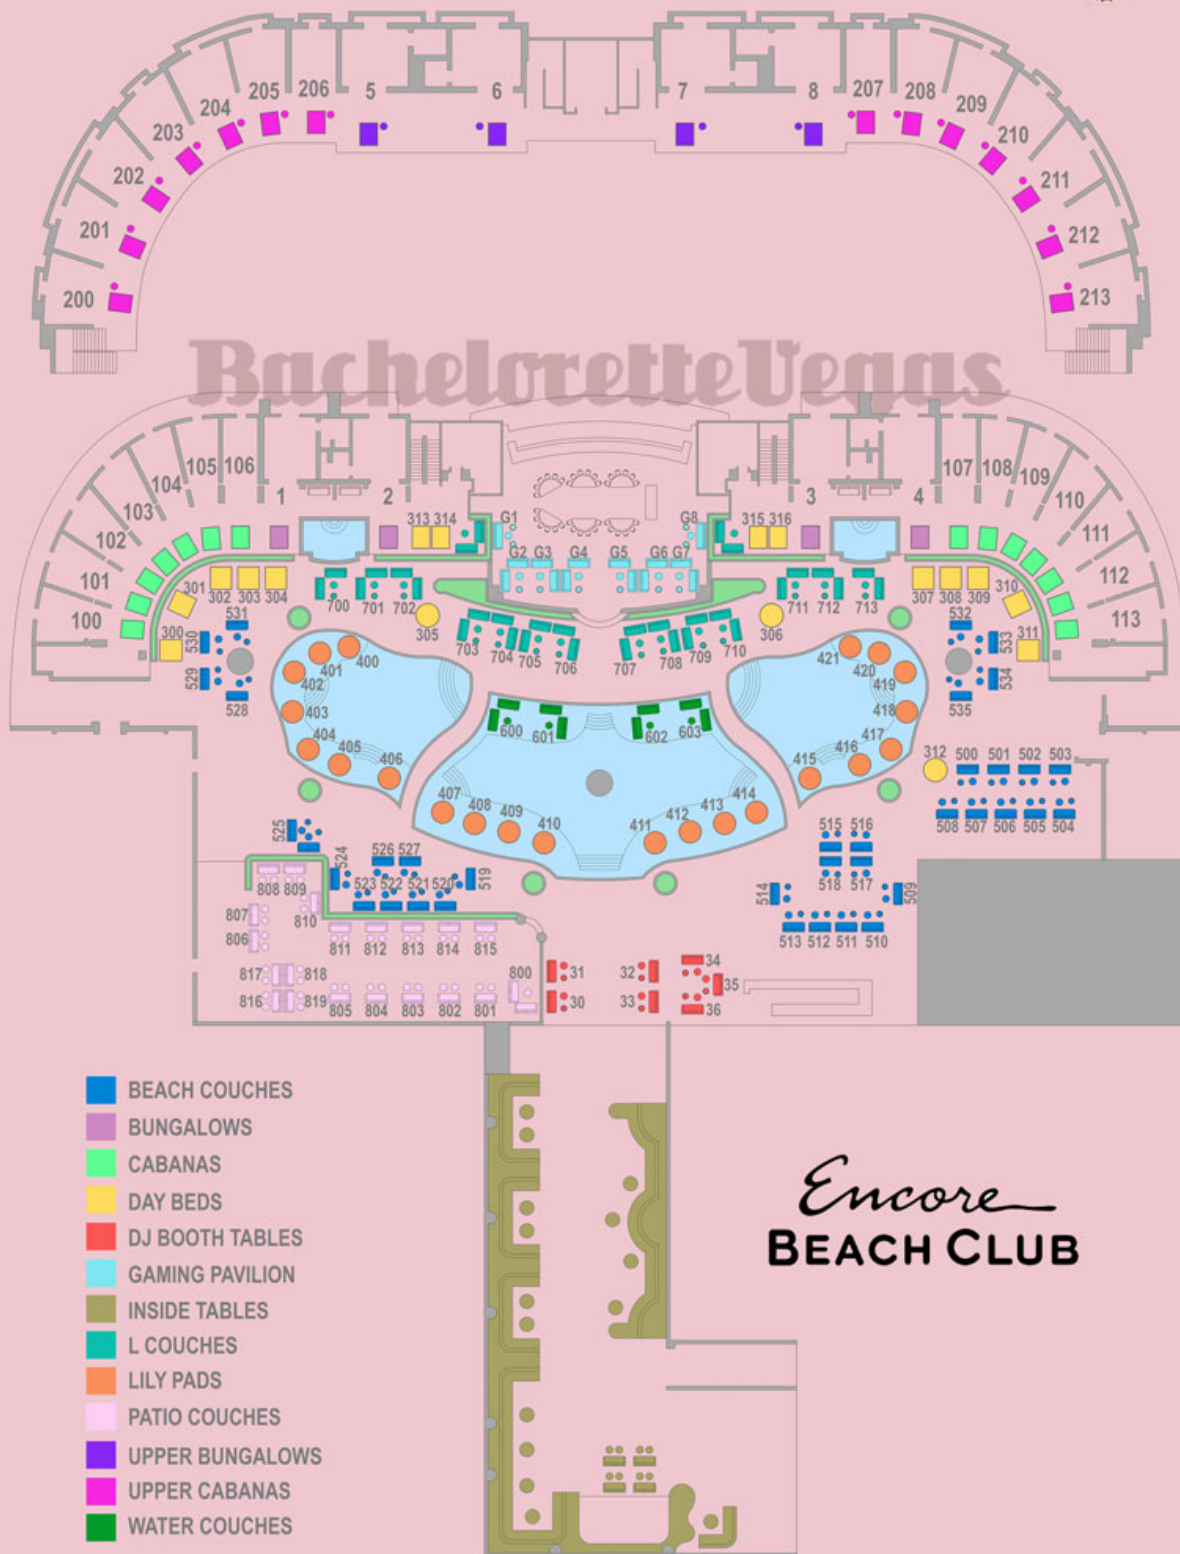 205 206 5 6 7 8 207 208
204 209
203 210
202 211
201 212
200 213
BacheloretteVegas
105 106 107 108
104 109
103 1 2 3 4 110
102 313 314 G1 G8 315 316 111
101 301 G2 G3 G4 G5 G6 G7 310 112
302 303 304 307 308 309
100 300 531 700 701 702 305 306 711 712 713 532 311 113
530 703 704 705 706 707 708 709 710 533
529 402 401 400 421 420 419 534
528 403 600 601 602 603 418 535
404 405 406 415 416 417 312 500 501 502 503
407 408 409 410 411 412 413 414 508 507 506 505 504
525 526 527 515 516
524 523 522 521 520 519 518 517
808 809 514 509
807 810
806 811 812 813 814 815 513 512 511 510
817 818 800 31 32 34
816 819 805 804 803 802 801 30 33 35
36
BEACH COUCHES
BUNGALOWS
CABANAS
DAY BEDS
DJ BOOTH TABLES
GAMING PAVILION
INSIDE TABLES
L COUCHES
LILY PADS
PATIO COUCHES
UPPER BUNGALOWS
UPPER CABANAS
WATER COUCHES
Encore
BEACH CLUB